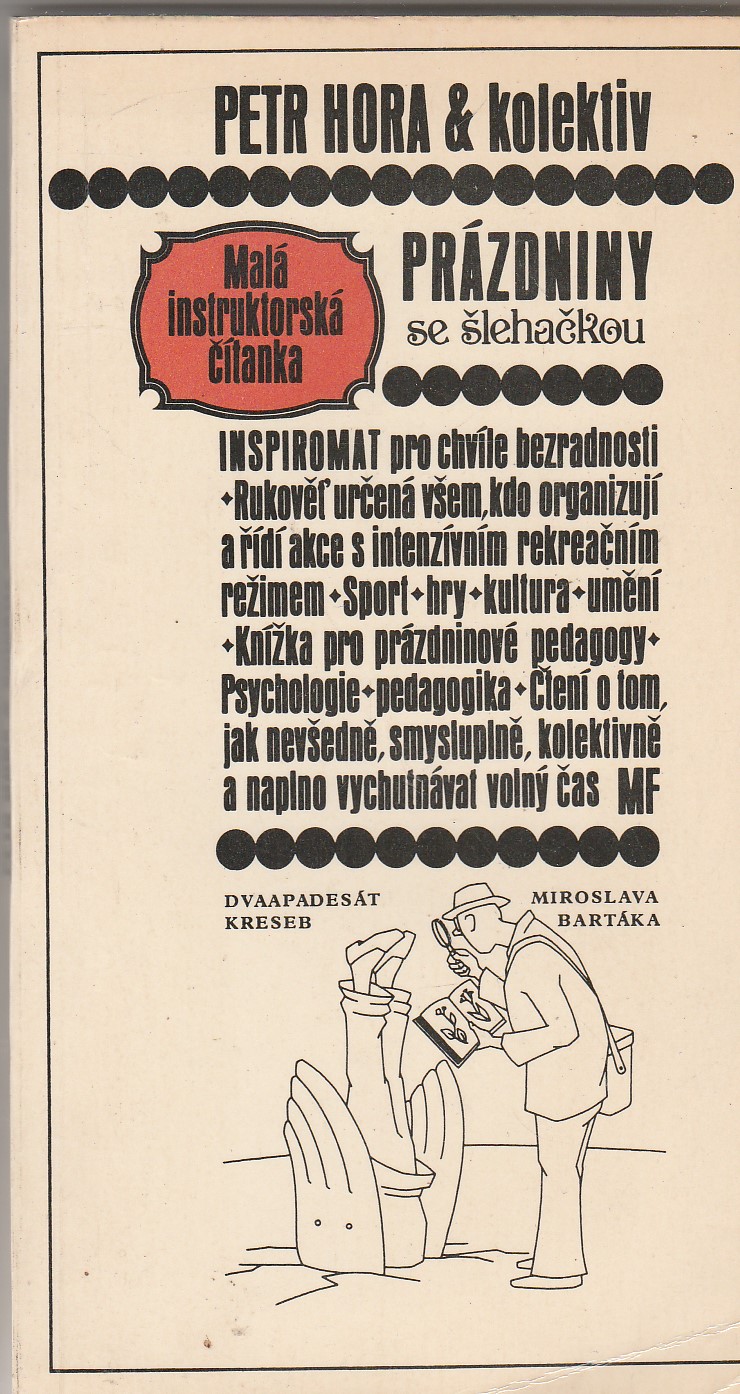 PETR HORA & kolektiv
Malá
instruktorská
čítanka
PRÁZDNINY
se šlehačkou
INSPIROMAT pro chvíle bezradnosti
◆Rukověť určená všem, kdo organizují
a řídí akce s intenzívním rekreačním
režimem◆Sport◆hry◆kultura◆umění
◆Knížka pro prázdninové pedagogy◆
Psychologie◆pedagogika◆Čtení o tom,
jak nevšedně, smysluplně, kolektivně
a naplno vychutnávat volný čas MF
DVAAPADESÁT
KRESEB
MIROSLAVA
BARTÁKA